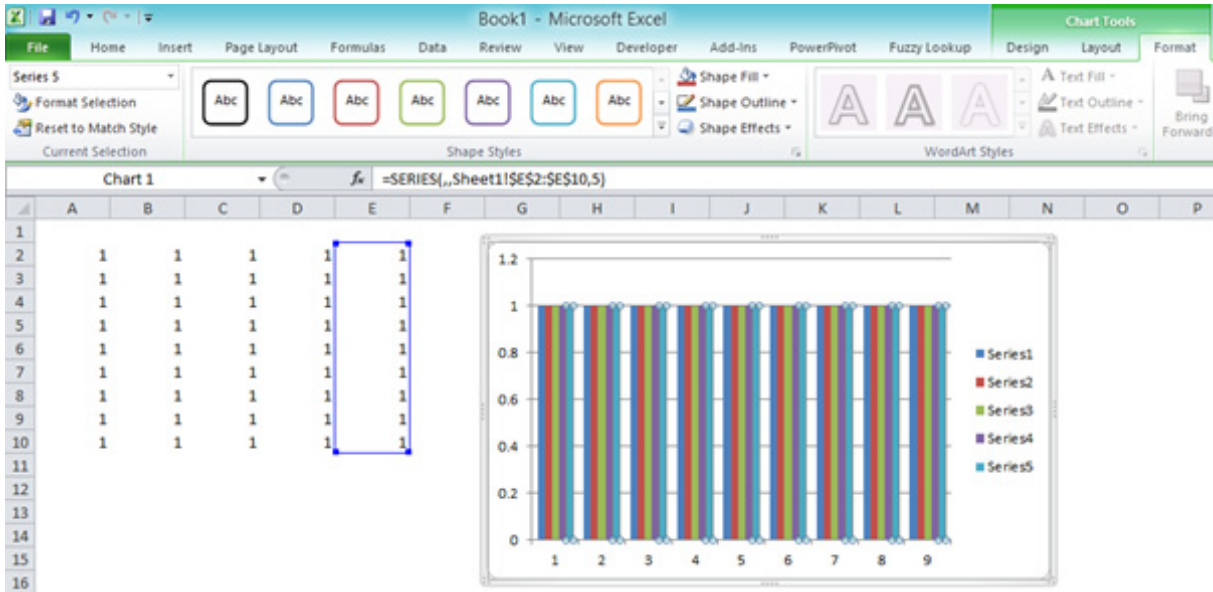 Book1 - Microsoft Excel
Chart Tools
File Home Insert Page Layout Formulas Data Review View Developer Add-Ins PowerPivot Fuzzy Lookup Design Layout Format
Series 5
Format Selection
Reset to Match Style
Current Selection
Abc Abc Abc Abc Abc Abc Abc
Shape Styles
Shape Fill
Shape Outline
Shape Effects
A A A
WordArt Styles
Text Fill
Text Outline
Text Effects
Bring
Forward
Chart 1 fx =SERIES(,,Sheet1!$E$2:$E$10,5)
A B C D E F G H I J K L M N O P
1
2 1 1 1 1 1
3 1 1 1 1 1
4 1 1 1 1 1
5 1 1 1 1 1
6 1 1 1 1 1
7 1 1 1 1 1
8 1 1 1 1 1
9 1 1 1 1 1
10 1 1 1 1 1
11
12
13
14
15
16
1.2
1
0.8
0.6
0.4
0.2
0
1 2 3 4 5 6 7 8 9
Series1
Series2
Series3
Series4
Series5